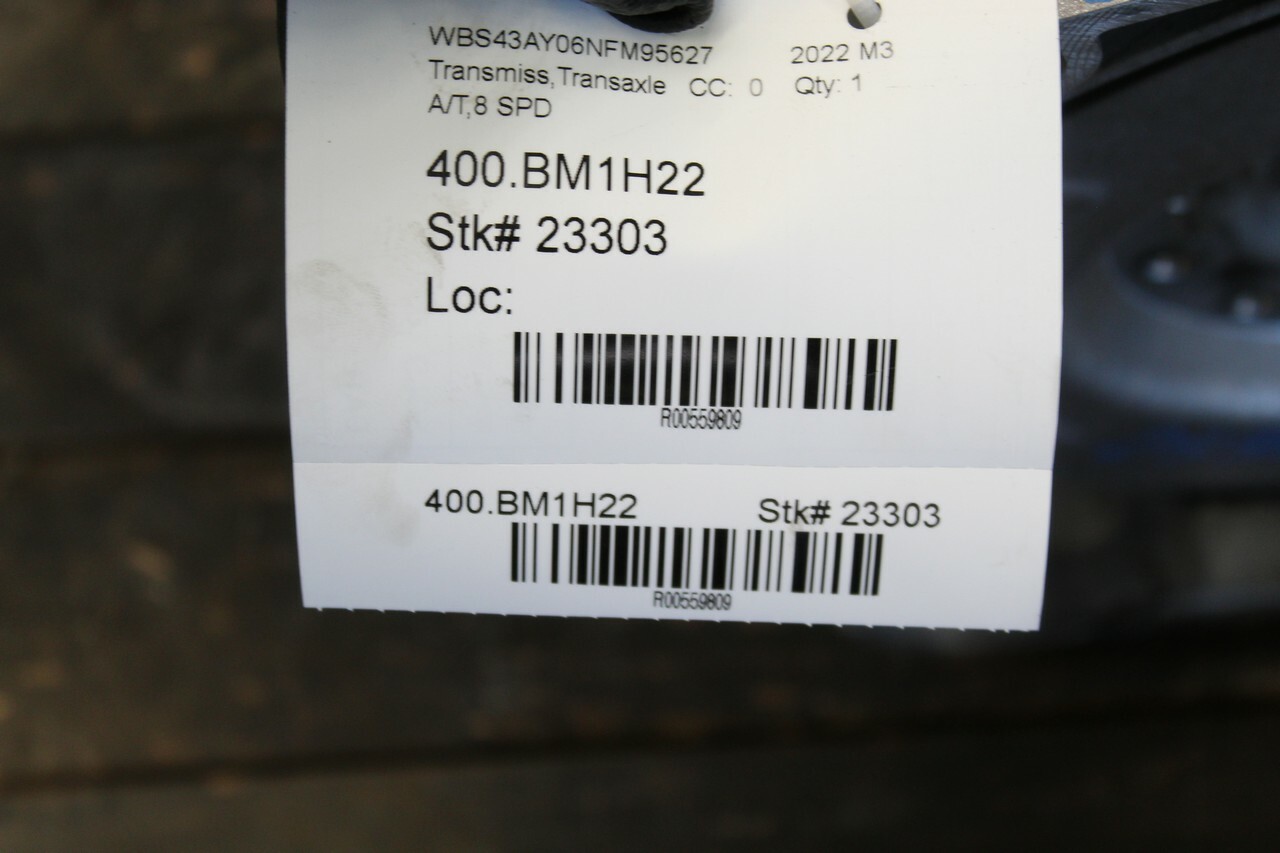 WBS43AY06NFM95627 2022 M3
Transmiss,Transaxle CC: 0 Qty: 1
A/T,8 SPD
400.BM1H22
Stk# 23303
Loc:
R00559809
400.BM1H22 Stk# 23303
R00559809